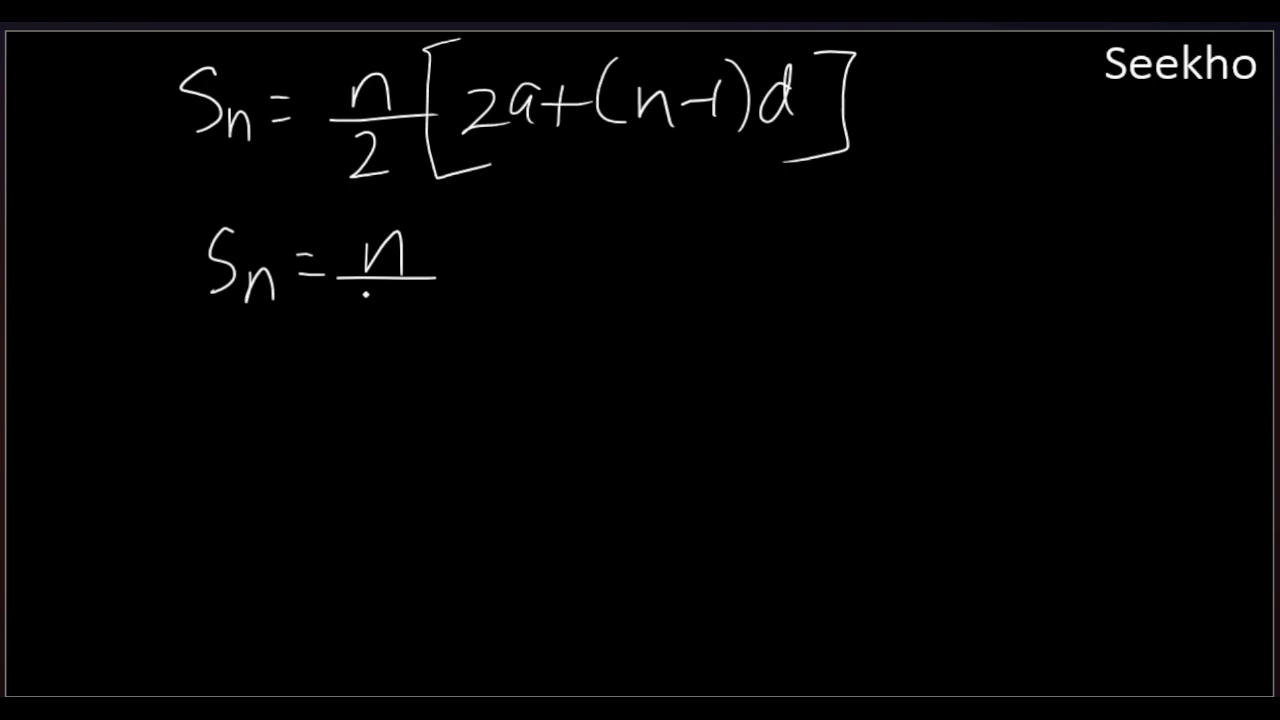 Seekho
Sn = n/2 [2a+(n-1)d]
Sn = n